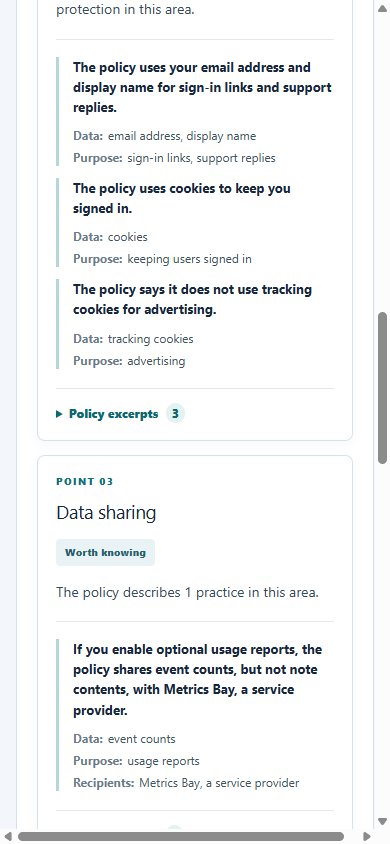 protection in this area.
The policy uses your email address and
display name for sign-in links and support
replies.
Data: email address, display name
Purpose: sign-in links, support replies
The policy uses cookies to keep you
signed in.
Data: cookies
Purpose: keeping users signed in
The policy says it does not use tracking
cookies for advertising.
Data: tracking cookies
Purpose: advertising
Policy excerpts 3
POINT 03
Data sharing
Worth knowing
The policy describes 1 practice in this area.
If you enable optional usage reports, the
policy shares event counts, but not note
contents, with Metrics Bay, a service
provider.
Data: event counts
Purpose: usage reports
Recipients: Metrics Bay, a service provider